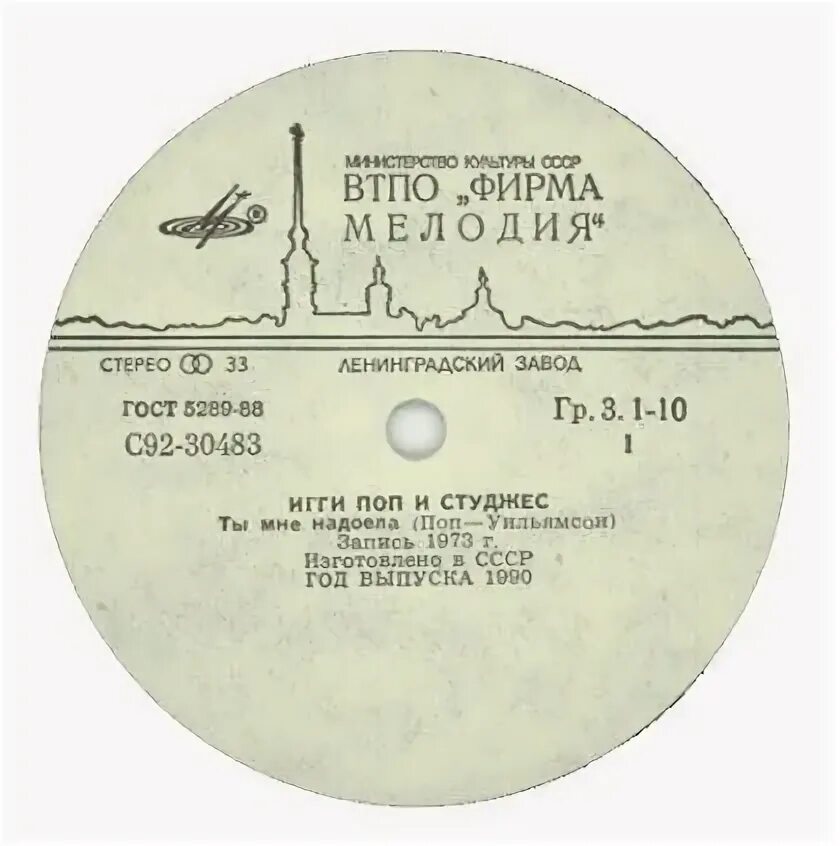 МИНИСТЕРСТВО КУЛЬТУРЫ СССР
ВТПО „ФИРМА
МЕЛОДИЯ“
®
СТЕРЕО 33
ЛЕНИНГРАДСКИЙ ЗАВОД
ГОСТ 5289-88
Гр. 3. 1-10
С92-30483
1
ИГГИ ПОП И СТУДЖЕС
Ты мне надоела (Поп—Уильямсон)
Запись 1973 г.
Изготовлено в СССР
ГОД ВЫПУСКА 1990